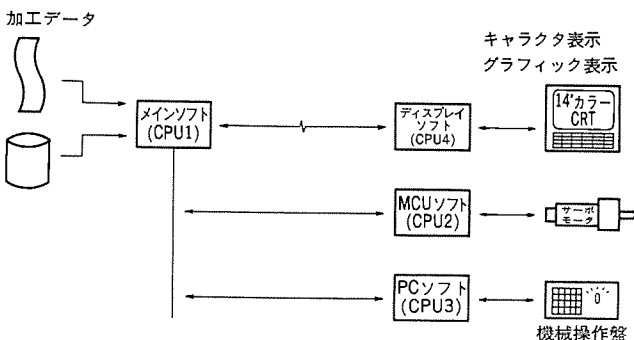 加工データ
キャラクタ表示
グラフィック表示
メインソフト
(CPU1)
ディスプレイ
ソフト
(CPU4)
14"カラー
CRT
MCUソフト
(CPU2)
サーボ
モータ
PCソフト
(CPU3)
機械操作盤